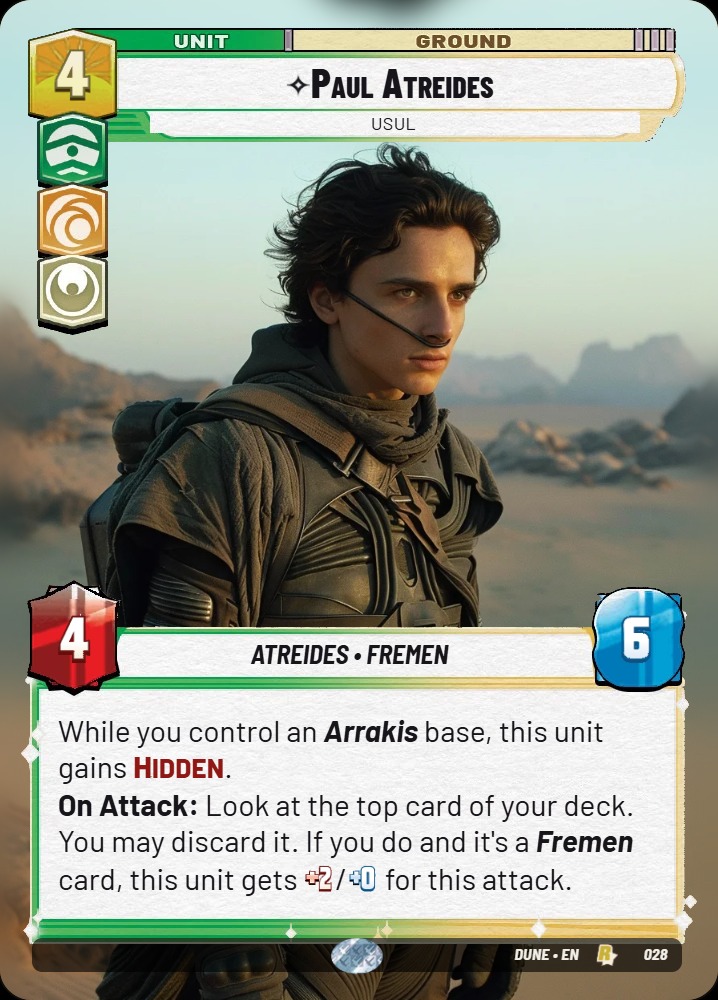 UNIT
GROUND
4
PAUL ATREIDES
USUL
4
ATREIDES • FREMEN
6
While you control an Arrakis base, this unit
gains HIDDEN.
On Attack: Look at the top card of your deck.
You may discard it. If you do and it's a Fremen
card, this unit gets +2/+0 for this attack.
DUNE • EN R 028